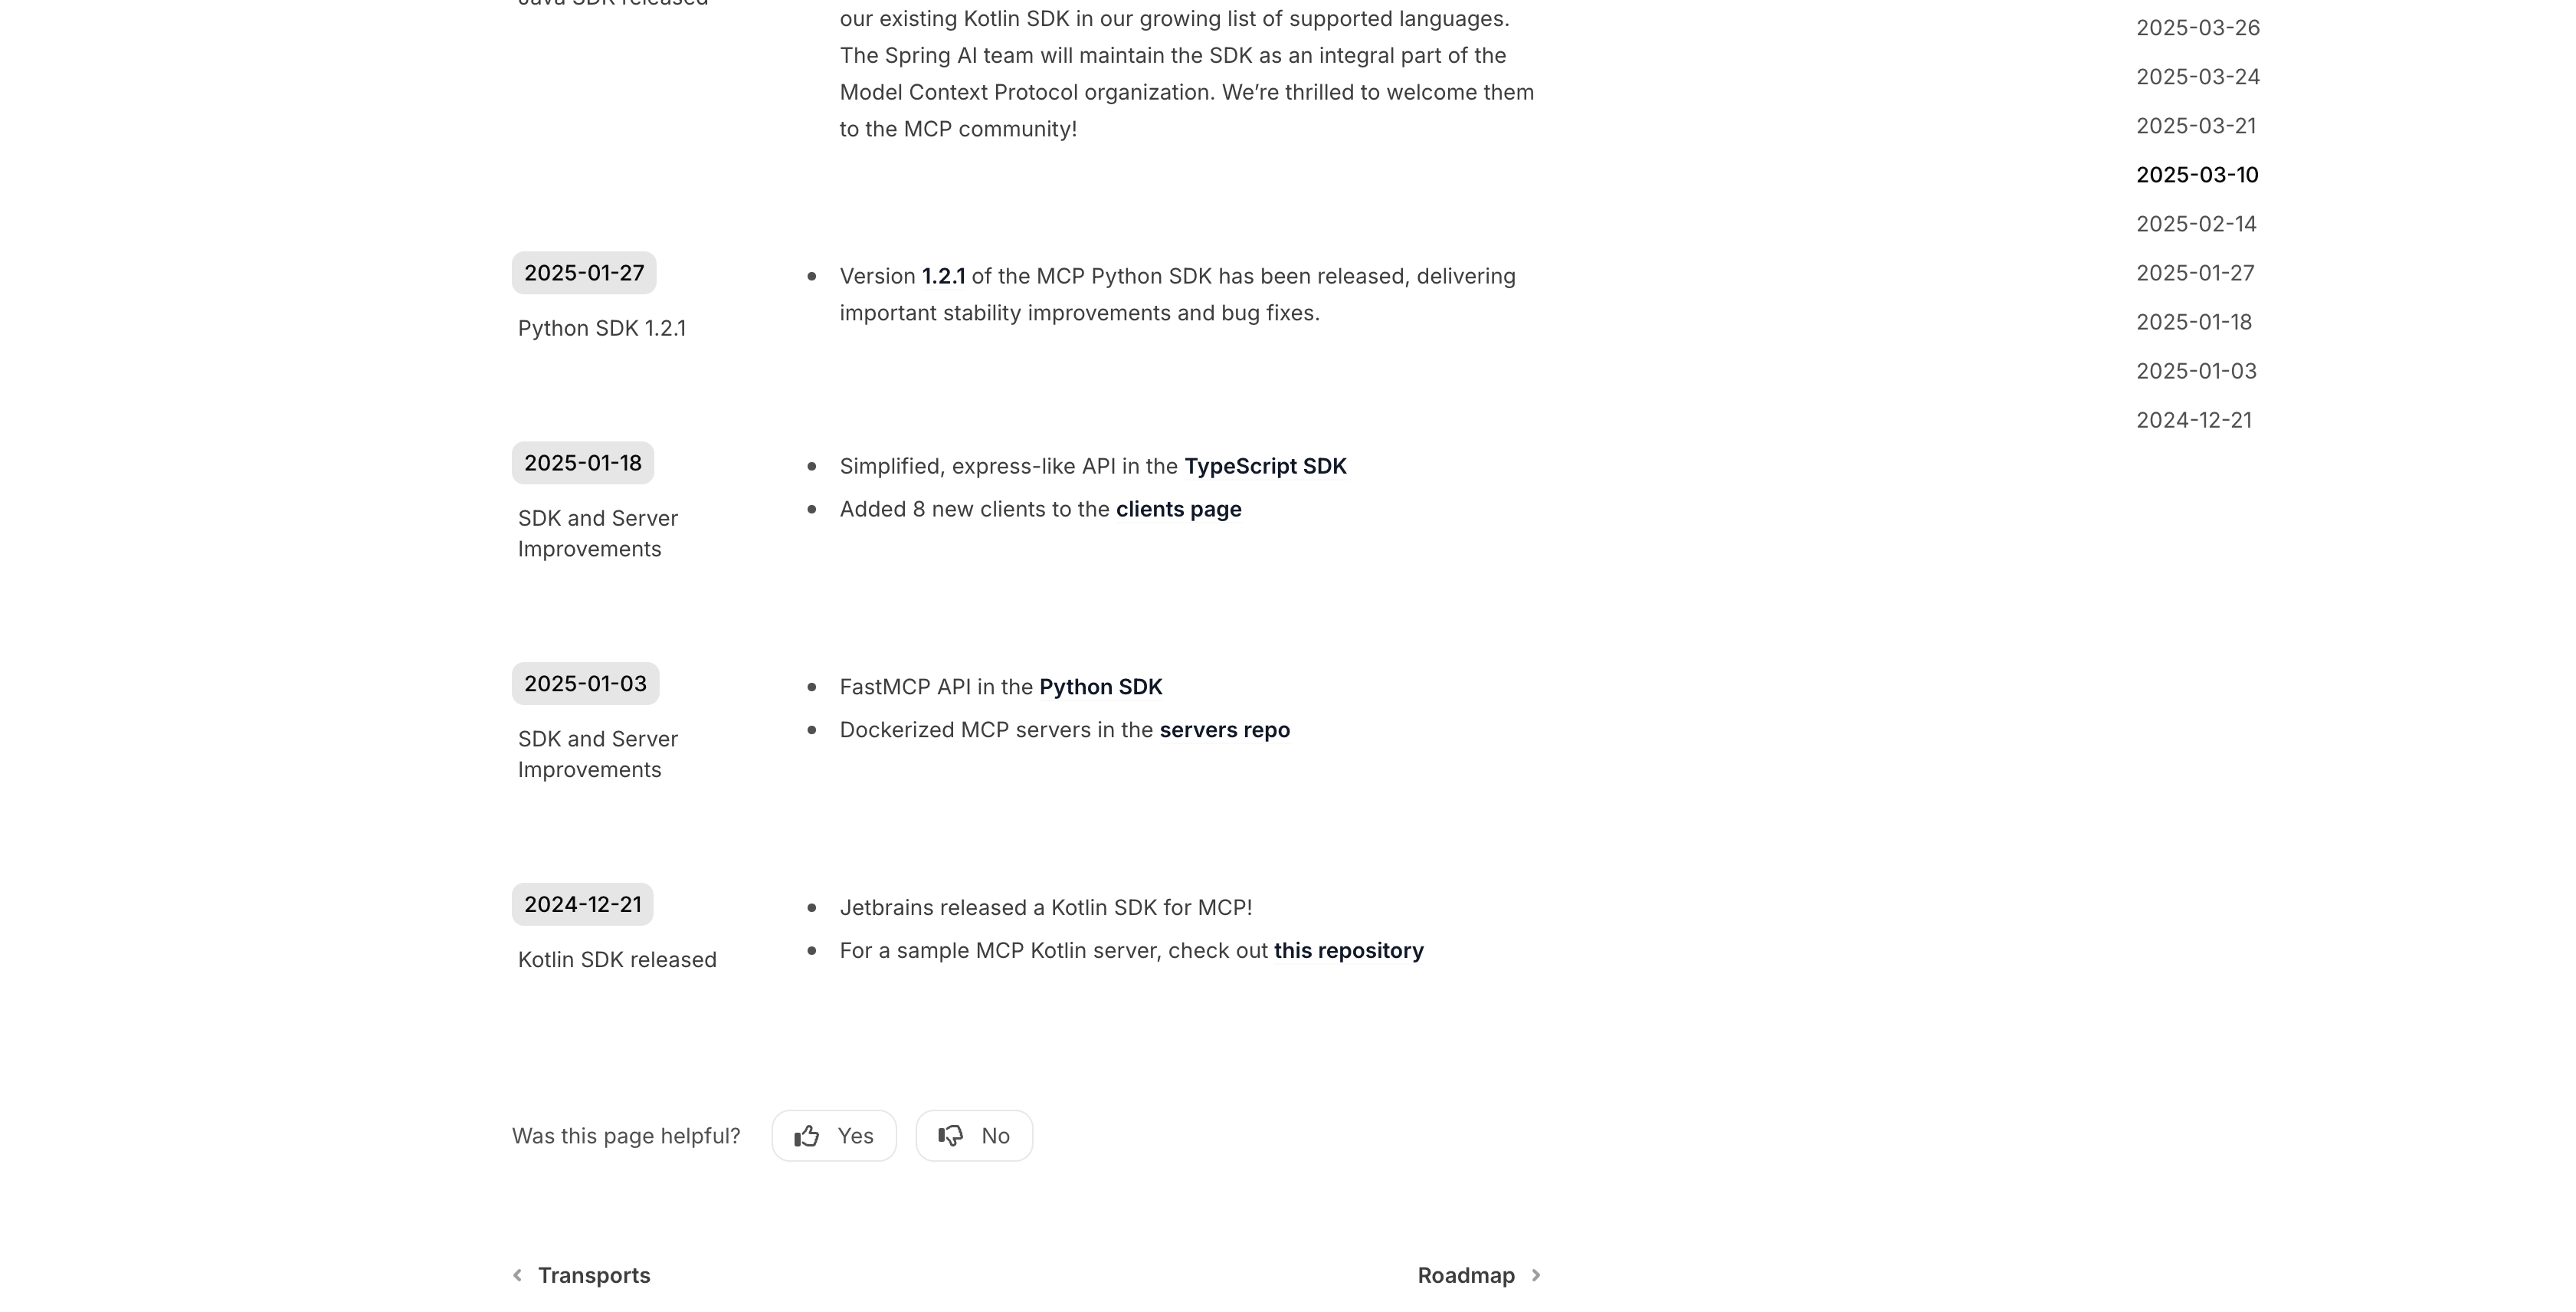 Java SDK released
our existing Kotlin SDK in our growing list of supported languages.
The Spring AI team will maintain the SDK as an integral part of the
Model Context Protocol organization. We’re thrilled to welcome them
to the MCP community!
2025-01-27
Python SDK 1.2.1
Version 1.2.1 of the MCP Python SDK has been released, delivering
important stability improvements and bug fixes.
2025-01-18
SDK and Server
Improvements
Simplified, express-like API in the TypeScript SDK
Added 8 new clients to the clients page
2025-01-03
SDK and Server
Improvements
FastMCP API in the Python SDK
Dockerized MCP servers in the servers repo
2024-12-21
Kotlin SDK released
Jetbrains released a Kotlin SDK for MCP!
For a sample MCP Kotlin server, check out this repository
Was this page helpful?
Yes
No
Transports
Roadmap
2025-03-26
2025-03-24
2025-03-21
2025-03-10
2025-02-14
2025-01-27
2025-01-18
2025-01-03
2024-12-21